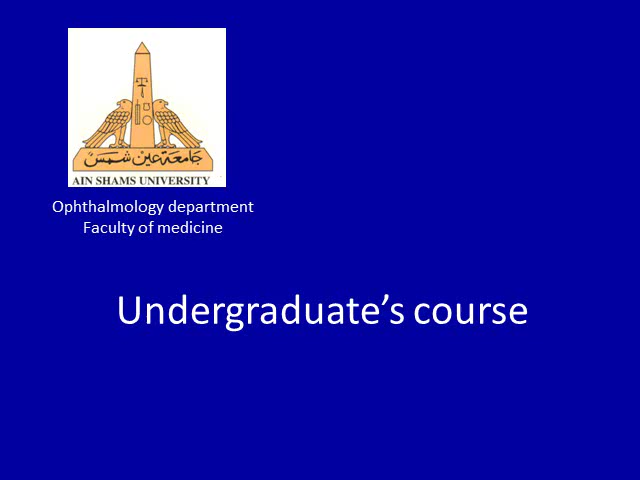 جامعة عين شمس
AIN SHAMS UNIVERSITY
Ophthalmology department
Faculty of medicine
Undergraduate’s course